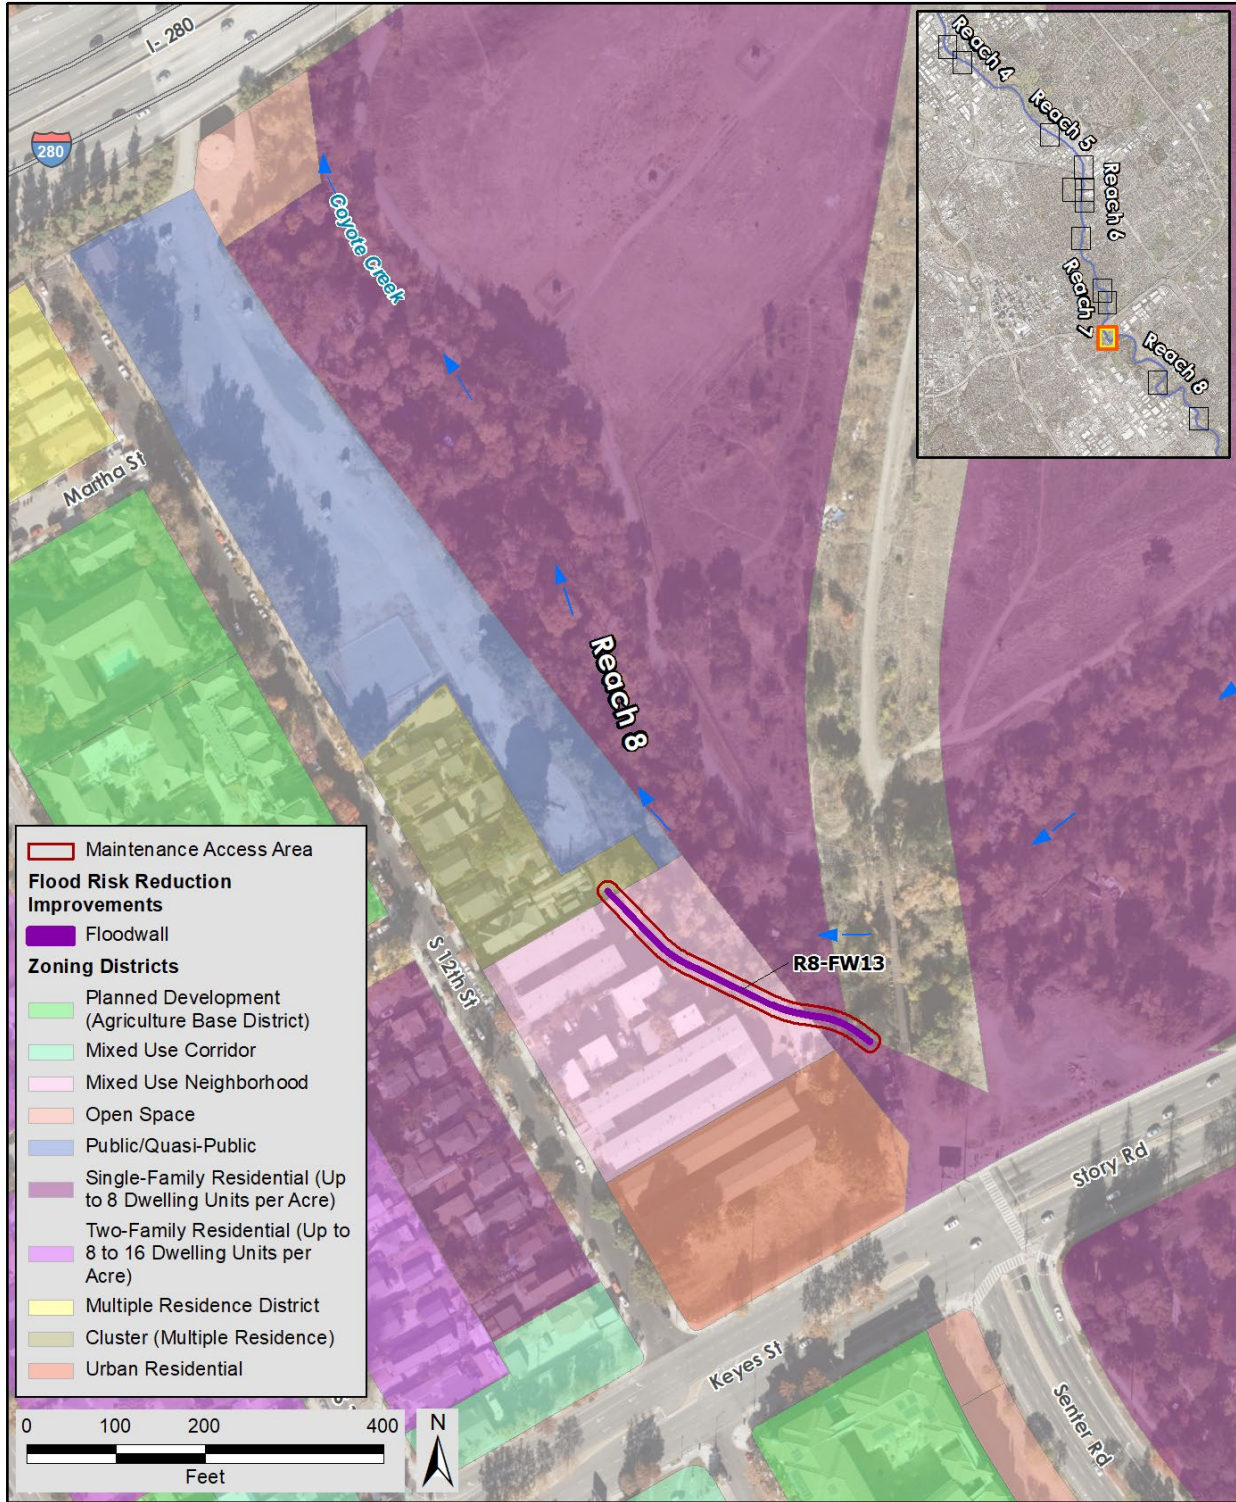 I- 280
280
Coyote Creek
Martha St
Reach 8
R8-FW13
S 12th St
Story Rd
Keyes St
Senter Rd
Reach 4
Reach 5
Reach 6
Reach 7
Reach 8
Maintenance Access Area
Flood Risk Reduction
Improvements
Floodwall
Zoning Districts
Planned Development
(Agriculture Base District)
Mixed Use Corridor
Mixed Use Neighborhood
Open Space
Public/Quasi-Public
Single-Family Residential (Up
to 8 Dwelling Units per Acre)
Two-Family Residential (Up to
8 to 16 Dwelling Units per
Acre)
Multiple Residence District
Cluster (Multiple Residence)
Urban Residential
0 100 200 400
Feet
N